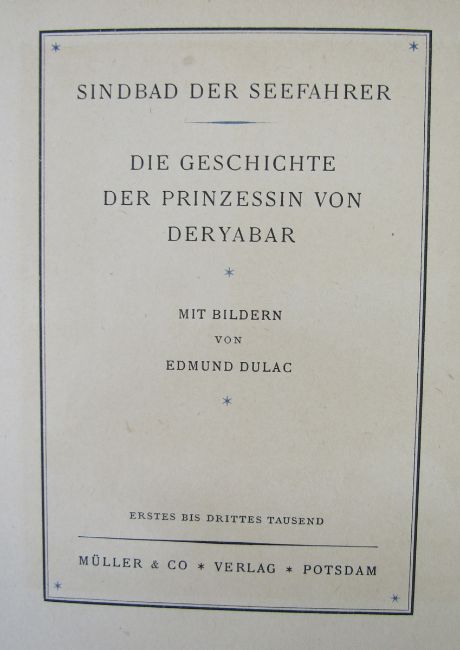 SINDBAD DER SEEFAHRER
DIE GESCHICHTE
DER PRINZESSIN VON
DERYABAR
MIT BILDERN
VON
EDMUND DULAC
ERSTES BIS DRITTES TAUSEND
MÜLLER & CO * VERLAG * POTSDAM